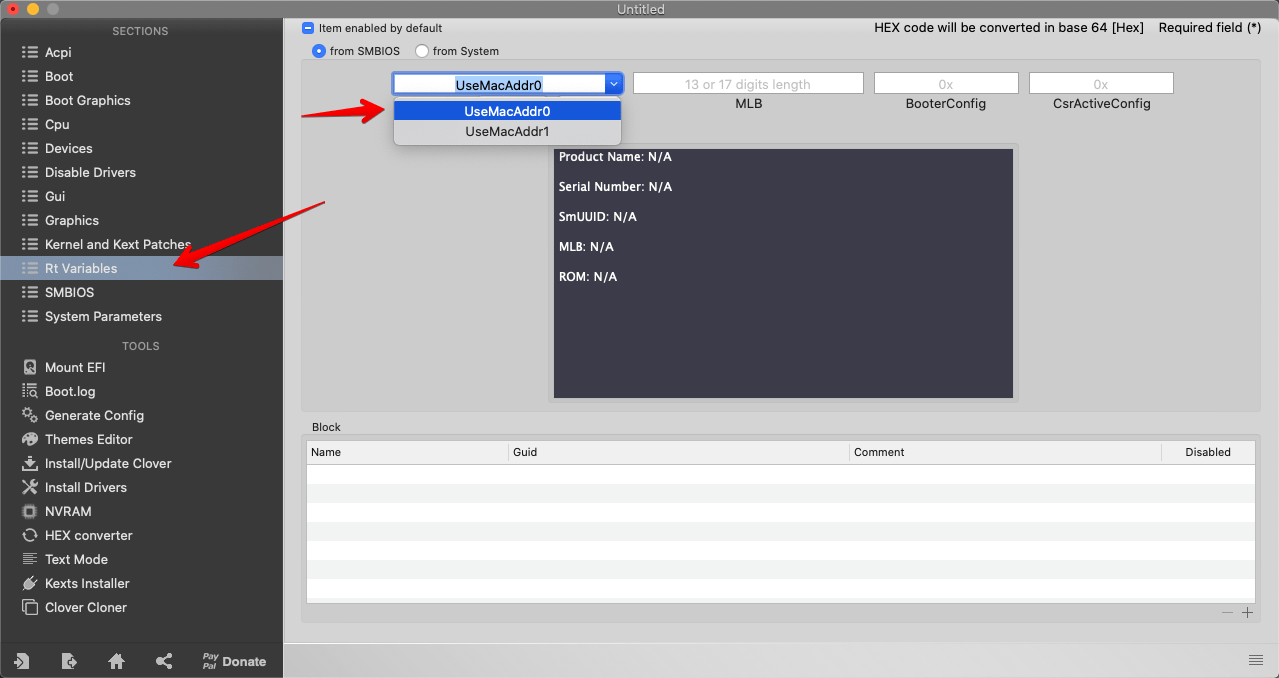 Untitled
SECTIONS
Acpi
Boot
Boot Graphics
Cpu
Devices
Disable Drivers
Gui
Graphics
Kernel and Kext Patches
Rt Variables
SMBIOS
System Parameters
TOOLS
Mount EFI
Boot.log
Generate Config
Themes Editor
Install/Update Clover
Install Drivers
NVRAM
HEX converter
Text Mode
Kexts Installer
Clover Cloner
Pay Pal Donate
Item enabled by default
HEX code will be converted in base 64 [Hex] Required field (*)
from SMBIOS from System
UseMacAddr0 13 or 17 digits length 0x 0x
MLB BooterConfig CsrActiveConfig
UseMacAddr0
UseMacAddr1
Product Name: N/A
Serial Number: N/A
SmUUID: N/A
MLB: N/A
ROM: N/A
Block
Name Guid Comment Disabled